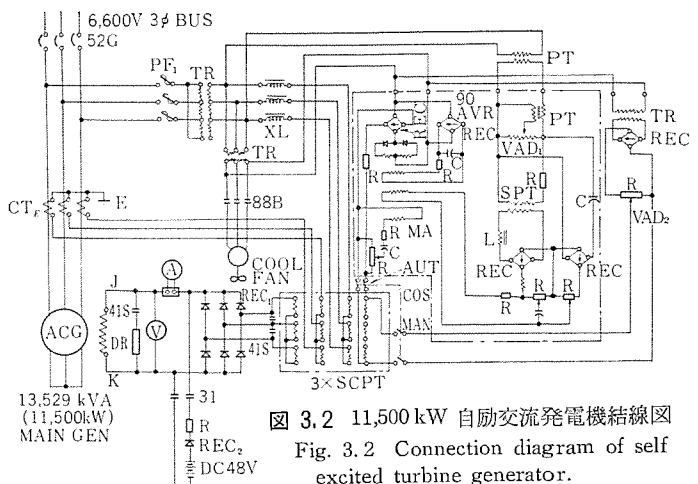 6,600V 3φ BUS
52G
PF₁
TR
XL
TR
PT
90
AVR
REC
TR
PT
REC
VAD₁
C
R
R
R
SPT
C
R
VAD₂
CT_E
E
88B
R MA
C
R
AUT
L
REC
REC
COOL
FAN
J
A
41S
V
DR
REC₁
41S
COS
MAN
R
R
R
ACG
K
3×SCPT
13,529 kVA
(11,500kW)
MAIN GEN
31
R
REC₂
DC48V
図 3.2 11,500 kW 自励交流発電機結線図
Fig. 3.2 Connection diagram of self
excited turbine generator.